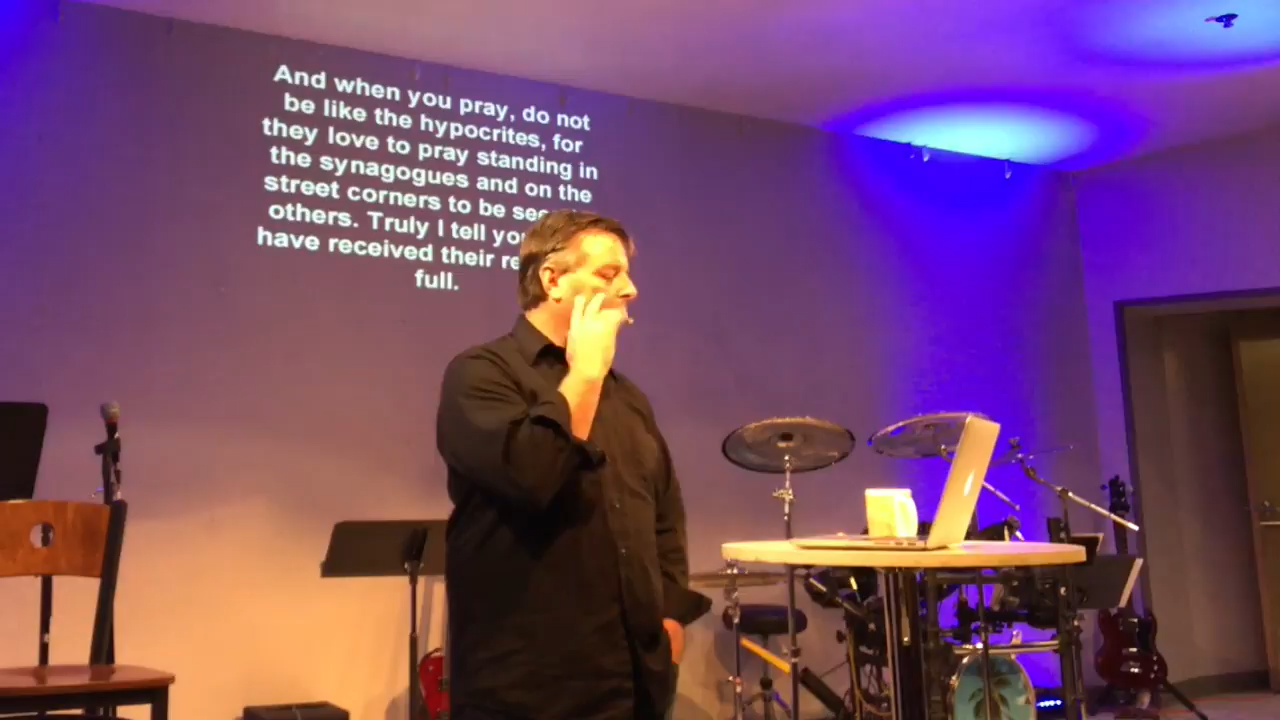 And when you pray, do not
be like the hypocrites, for
they love to pray standing in
the synagogues and on the
street corners to be
others. Truly I tell
have received their
full.